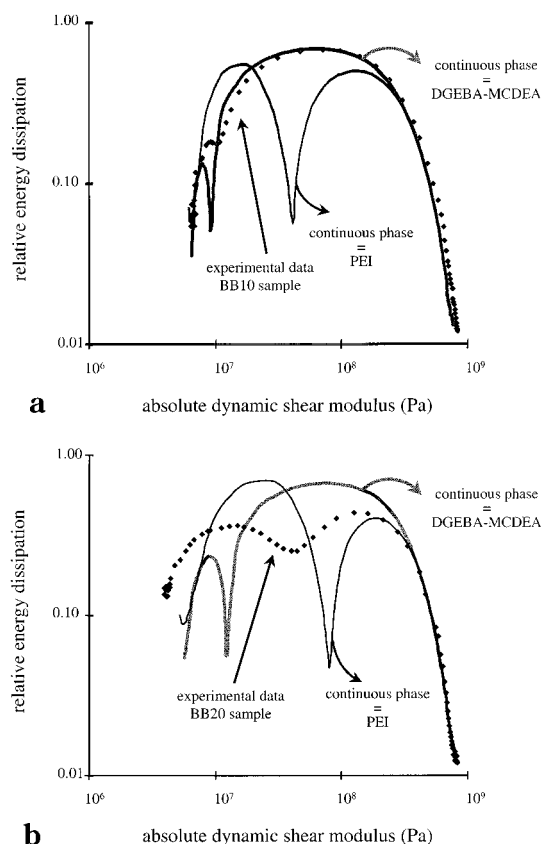 1.00
continuous phase
=
DGEBA-MCDEA
relative energy dissipation
0.10
continuous phase
=
PEI
experimental data
BB10 sample
0.01
10⁶ 10⁷ 10⁸ 10⁹
a absolute dynamic shear modulus (Pa)
1.00
continuous phase
=
DGEBA-MCDEA
relative energy dissipation
0.10
experimental data
BB20 sample
continuous phase
=
PEI
0.01
10⁶ 10⁷ 10⁸ 10⁹
b absolute dynamic shear modulus (Pa)